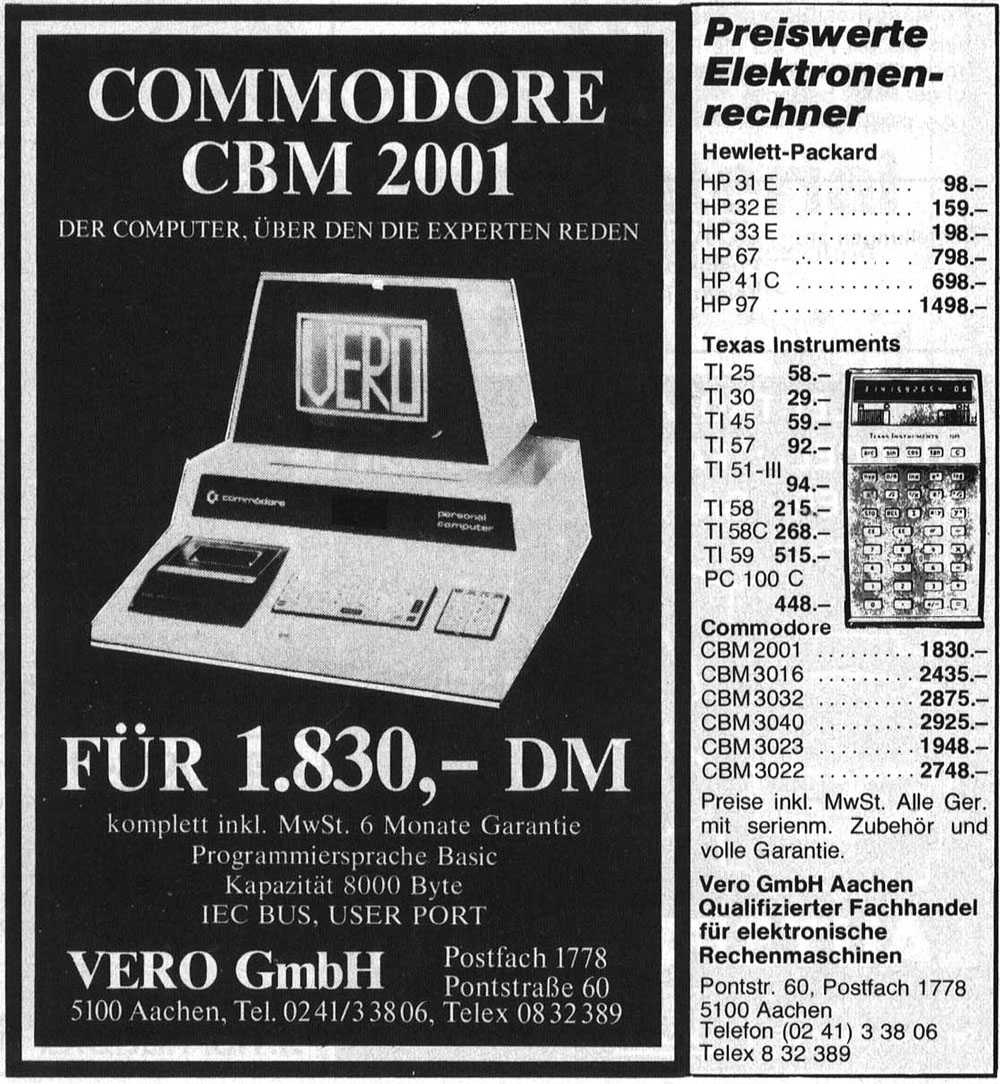 COMMODORE
CBM 2001
DER COMPUTER, ÜBER DEN DIE EXPERTEN REDEN
VERO
commodore
personal
computer
FÜR 1.830,– DM
komplett inkl. MwSt. 6 Monate Garantie
Programmiersprache Basic
Kapazität 8000 Byte
IEC BUS, USER PORT
VERO GmbH
Postfach 1778
Pontstraße 60
5100 Aachen, Tel. 0241/33806, Telex 0832389
Preiswerte
Elektronen-
rechner
Hewlett-Packard
HP 31 E ........... 98.–
HP 32 E ........... 159.–
HP 33 E ........... 198.–
HP 67 ........... 798.–
HP 41 C ........... 698.–
HP 97 ............. 1498.–
Texas Instruments
TI 25 58.–
TI 30 29.–
TI 45 59.–
TI 57 92.–
TI 51-III
94.–
TI 58 215.–
TI 58C 268.–
TI 59 515.–
PC 100 C
448.–
Texas Instruments
Commodore
CBM 2001 ......... 1830.–
CBM 3016 ......... 2435.–
CBM 3032 ......... 2875.–
CBM 3040 ......... 2925.–
CBM 3023 ......... 1948.–
CBM 3022 ......... 2748.–
Preise inkl. MwSt. Alle Ger.
mit serienm. Zubehör und
volle Garantie.
Vero GmbH Aachen
Qualifizierter Fachhandel
für elektronische
Rechenmaschinen
Pontstr. 60, Postfach 1778
5100 Aachen
Telefon (02 41) 3 38 06
Telex 8 32 389